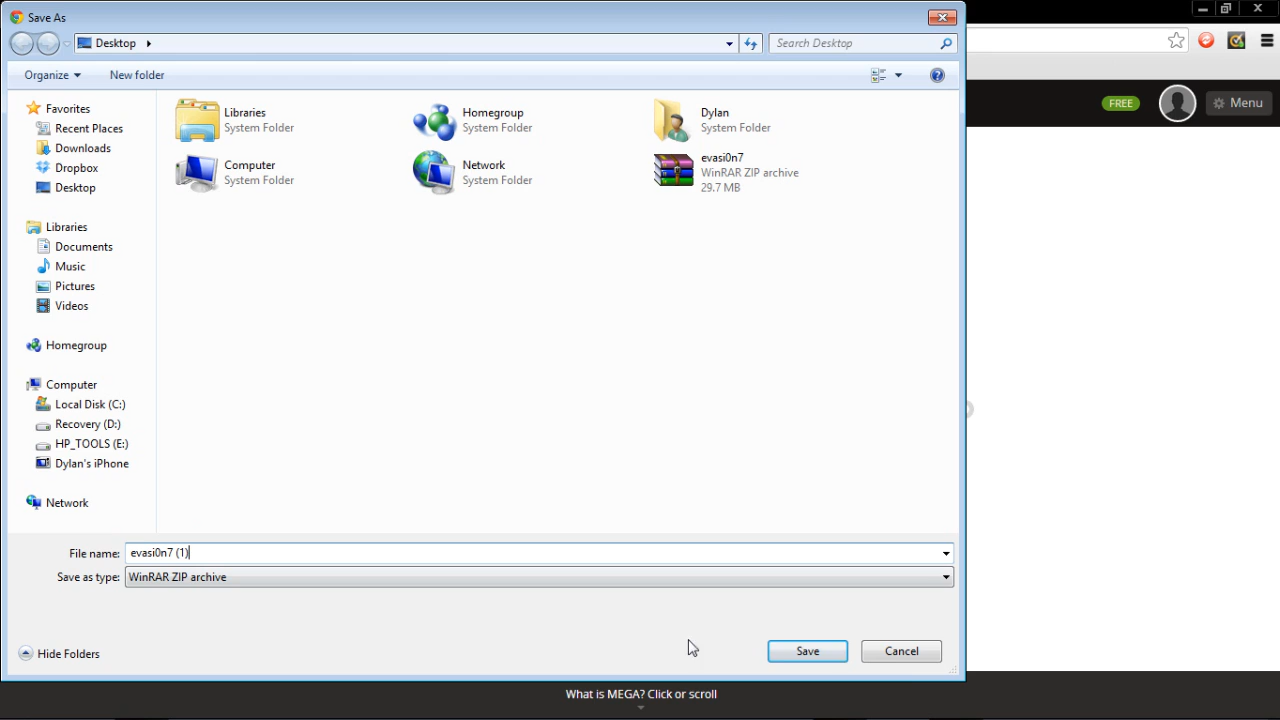 Save As
Desktop
Search Desktop
Organize
New folder
FREE
Menu
Favorites
Recent Places
Downloads
Dropbox
Desktop
Libraries
Documents
Music
Pictures
Videos
Homegroup
Computer
Local Disk (C:)
Recovery (D:)
HP_TOOLS (E:)
Dylan's iPhone
Network
Libraries
System Folder
Homegroup
System Folder
Dylan
System Folder
Computer
System Folder
Network
System Folder
evasi0n7
WinRAR ZIP archive
29.7 MB
File name: evasi0n7 (1)
Save as type: WinRAR ZIP archive
Hide Folders
Save
Cancel
What is MEGA? Click or scroll